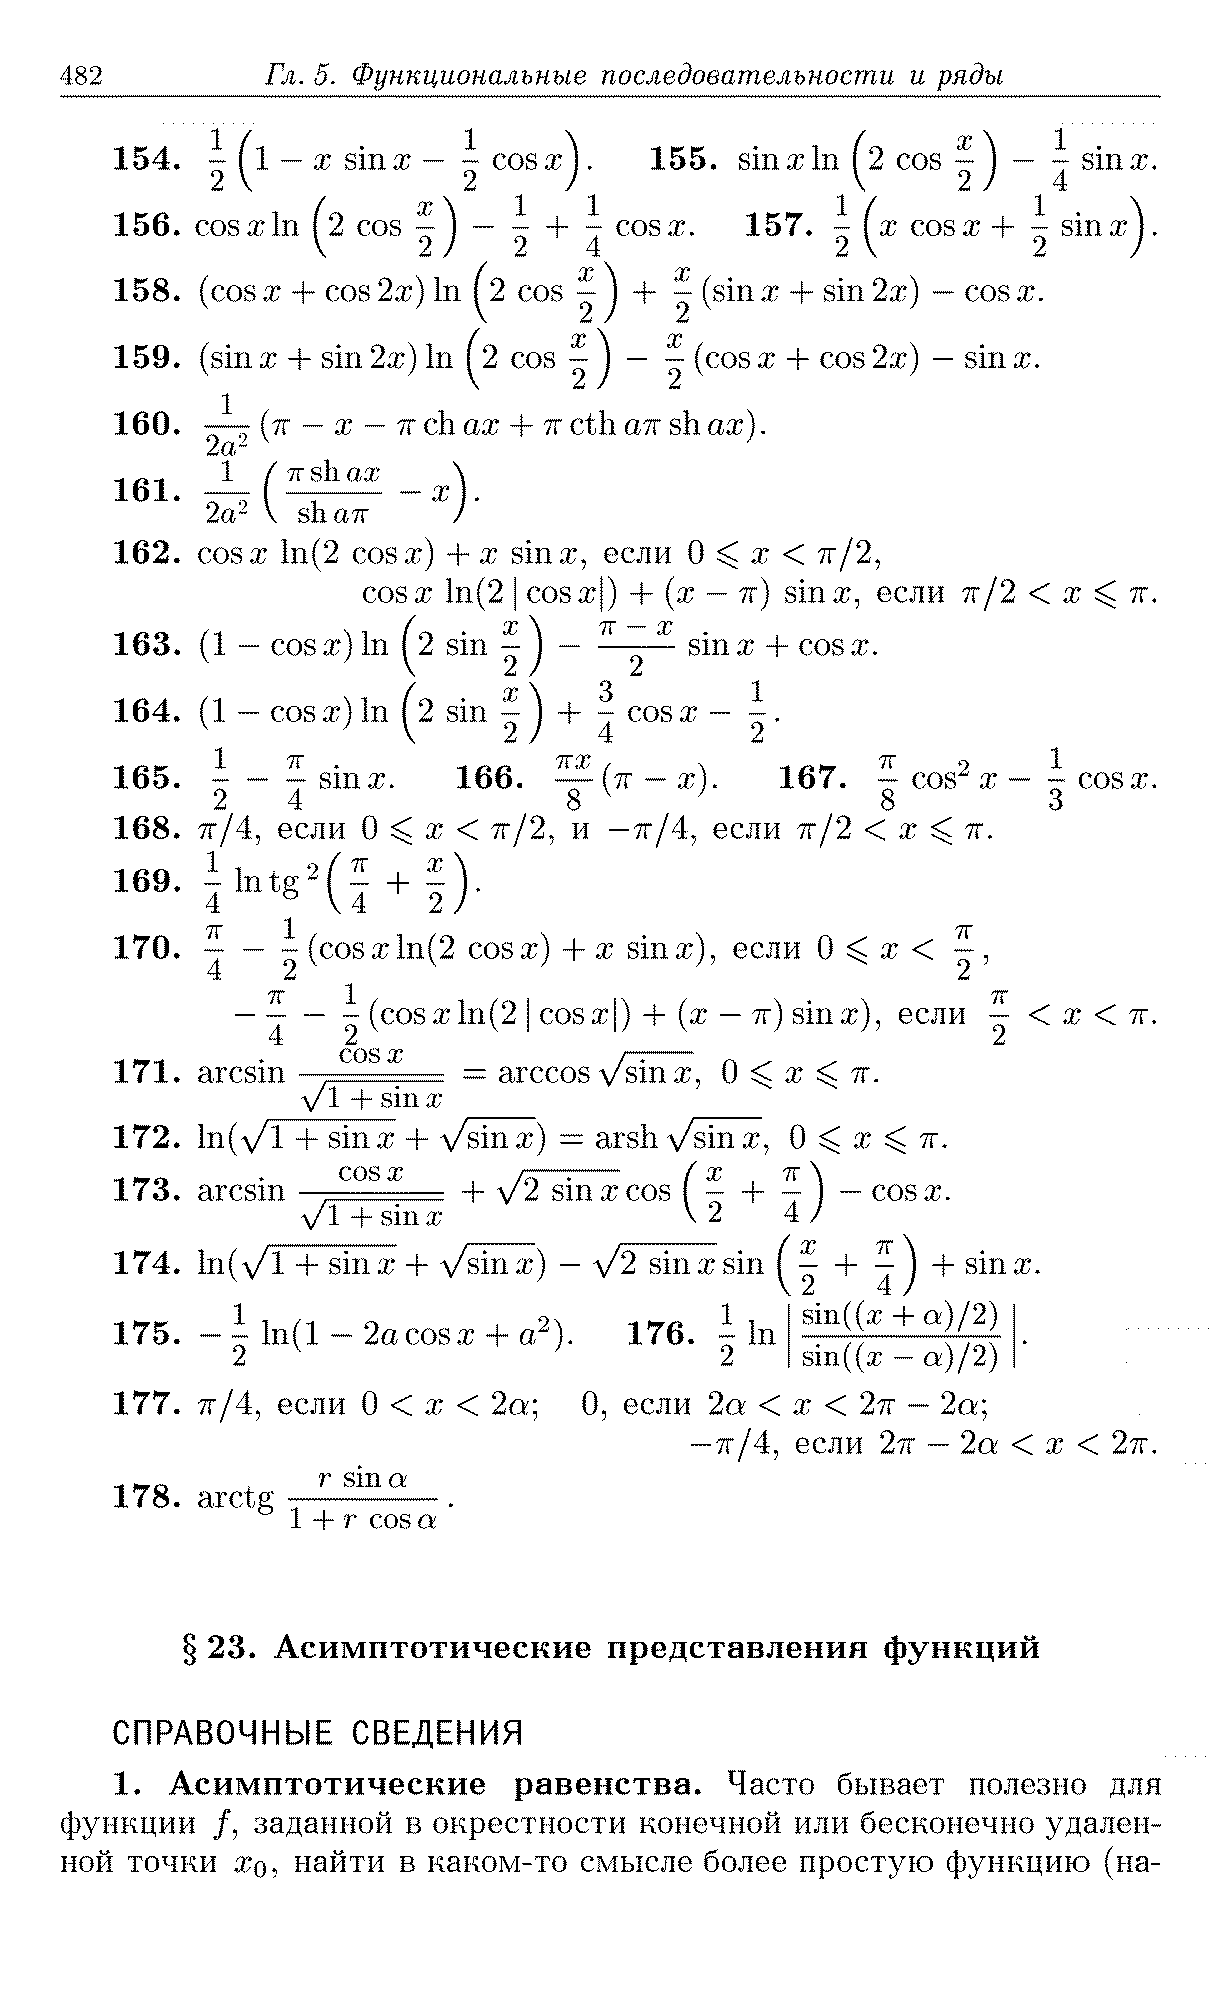 482 Гл. 5. Функциональные последовательности и ряды
154. $\frac{1}{2}\left(1 - x \sin x - \frac{1}{2} \cos x\right)$. 155. $\sin x \ln\left(2 \cos \frac{x}{2}\right) - \frac{1}{4} \sin x$.
156. $\cos x \ln\left(2 \cos \frac{x}{2}\right) - \frac{1}{2} + \frac{1}{4} \cos x$. 157. $\frac{1}{2}\left(x \cos x + \frac{1}{2} \sin x\right)$.
158. $(\cos x + \cos 2x) \ln\left(2 \cos \frac{x}{2}\right) + \frac{x}{2}(\sin x + \sin 2x) - \cos x$.
159. $(\sin x + \sin 2x) \ln\left(2 \cos \frac{x}{2}\right) - \frac{x}{2}(\cos x + \cos 2x) - \sin x$.
160. $\frac{1}{2a^2}(\pi - x - \pi \operatorname{ch} ax + \pi \operatorname{cth} a\pi \operatorname{sh} ax)$.
161. $\frac{1}{2a^2}\left(\frac{\pi \operatorname{sh} ax}{\operatorname{sh} a\pi} - x\right)$.
162. $\cos x \ln(2 \cos x) + x \sin x$, если $0 \leqslant x < \pi/2$,
$\cos x \ln(2|\cos x|) + (x - \pi) \sin x$, если $\pi/2 < x \leqslant \pi$.
163. $(1 - \cos x) \ln\left(2 \sin \frac{x}{2}\right) - \frac{\pi - x}{2} \sin x + \cos x$.
164. $(1 - \cos x) \ln\left(2 \sin \frac{x}{2}\right) + \frac{3}{4} \cos x - \frac{1}{2}$.
165. $\frac{1}{2} - \frac{\pi}{4} \sin x$. 166. $\frac{\pi x}{8}(\pi - x)$. 167. $\frac{\pi}{8} \cos^2 x - \frac{1}{3} \cos x$.
168. $\pi/4$, если $0 \leqslant x < \pi/2$, и $-\pi/4$, если $\pi/2 < x \leqslant \pi$.
169. $\frac{1}{4} \ln \operatorname{tg}^2\left(\frac{\pi}{4} + \frac{x}{2}\right)$.
170. $\frac{\pi}{4} - \frac{1}{2}(\cos x \ln(2 \cos x) + x \sin x)$, если $0 \leqslant x < \frac{\pi}{2}$,
$-\frac{\pi}{4} - \frac{1}{2}(\cos x \ln(2|\cos x|) + (x - \pi) \sin x)$, если $\frac{\pi}{2} < x < \pi$.
171. $\arcsin \frac{\cos x}{\sqrt{1 + \sin x}} = \arccos \sqrt{\sin x}$, $0 \leqslant x \leqslant \pi$.
172. $\ln(\sqrt{1 + \sin x} + \sqrt{\sin x}) = \operatorname{arsh} \sqrt{\sin x}$, $0 \leqslant x \leqslant \pi$.
173. $\arcsin \frac{\cos x}{\sqrt{1 + \sin x}} + \sqrt{2 \sin x} \cos\left(\frac{x}{2} + \frac{\pi}{4}\right) - \cos x$.
174. $\ln(\sqrt{1 + \sin x} + \sqrt{\sin x}) - \sqrt{2 \sin x} \sin\left(\frac{x}{2} + \frac{\pi}{4}\right) + \sin x$.
175. $-\frac{1}{2} \ln(1 - 2a \cos x + a^2)$. 176. $\frac{1}{2} \ln\left|\frac{\sin((x + \alpha)/2)}{\sin((x - \alpha)/2)}\right|$.
177. $\pi/4$, если $0 < x < 2\alpha$; $0$, если $2\alpha < x < 2\pi - 2\alpha$;
$-\pi/4$, если $2\pi - 2\alpha < x < 2\pi$.
178. $\operatorname{arctg} \frac{r \sin \alpha}{1 + r \cos \alpha}$.
§ 23. Асимптотические представления функций
СПРАВОЧНЫЕ СВЕДЕНИЯ
1. Асимптотические равенства. Часто бывает полезно для
функции $f$, заданной в окрестности конечной или бесконечно удален-
ной точки $x_0$, найти в каком-то смысле более простую функцию (на-